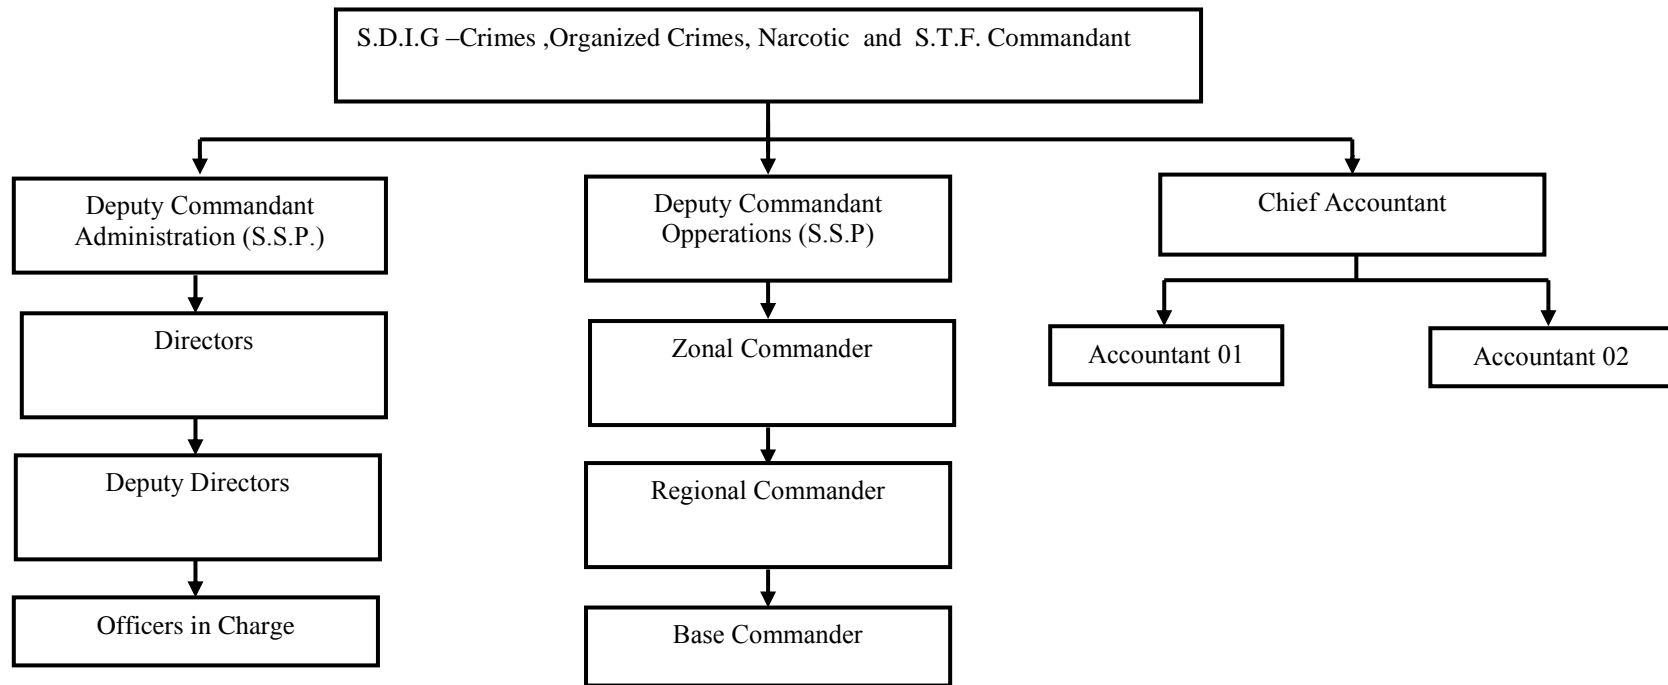 S.D.I.G –Crimes ,Organized Crimes, Narcotic and S.T.F. Commandant
Deputy Commandant
Administration (S.S.P.)
Deputy Commandant
Opperations (S.S.P)
Chief Accountant
Directors
Zonal Commander
Accountant 01
Accountant 02
Deputy Directors
Regional Commander
Officers in Charge
Base Commander